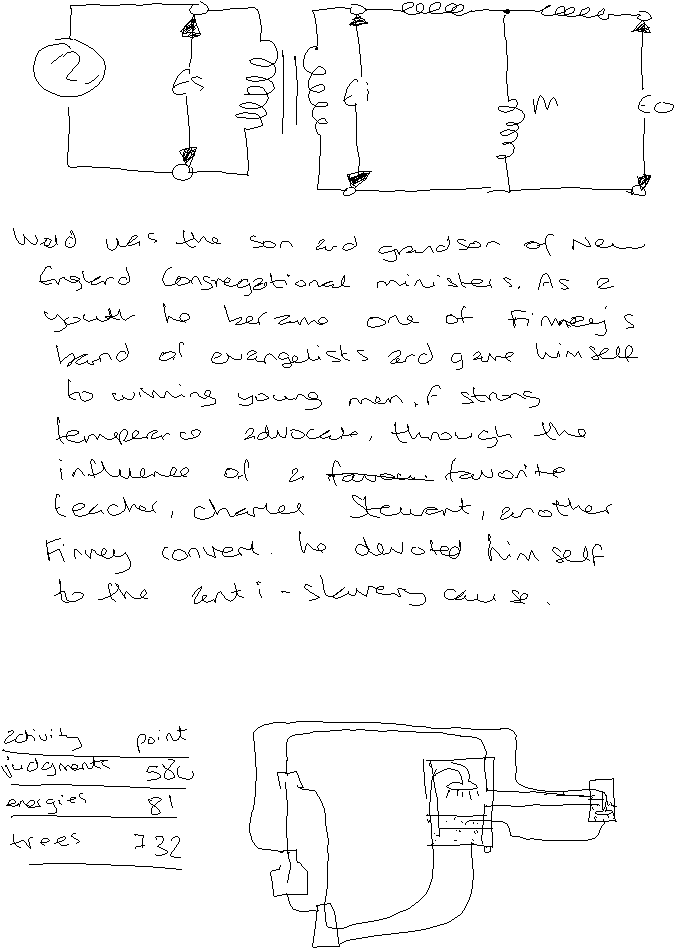 Es
Ei
M
Eo
Weld was the son and grandson of New
England Congregational ministers. As a
youth he became one of Finney's
band of evangelists and gave himself
to winning young men. A strong
temperance advocate, through the
influence of a favorite
teacher, Charles Stewart, another
Finney convert. he devoted himself
to the anti-slavery cause.
activity point
judgments
energies 81
trees 732